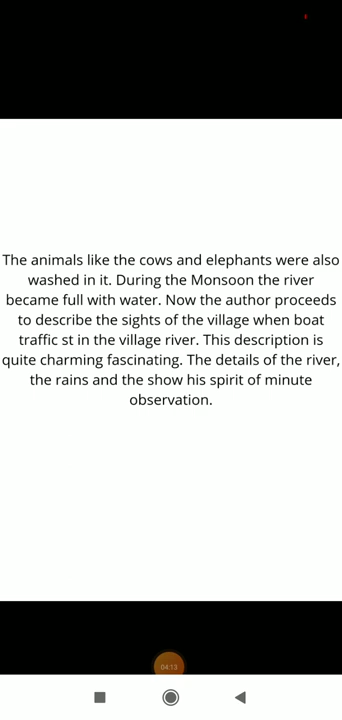 The animals like the cows and elephants were also
washed in it. During the Monsoon the river
became full with water. Now the author proceeds
to describe the sights of the village when boat
traffic st in the village river. This description is
quite charming fascinating. The details of the river,
the rains and the show his spirit of minute
observation.
04:13